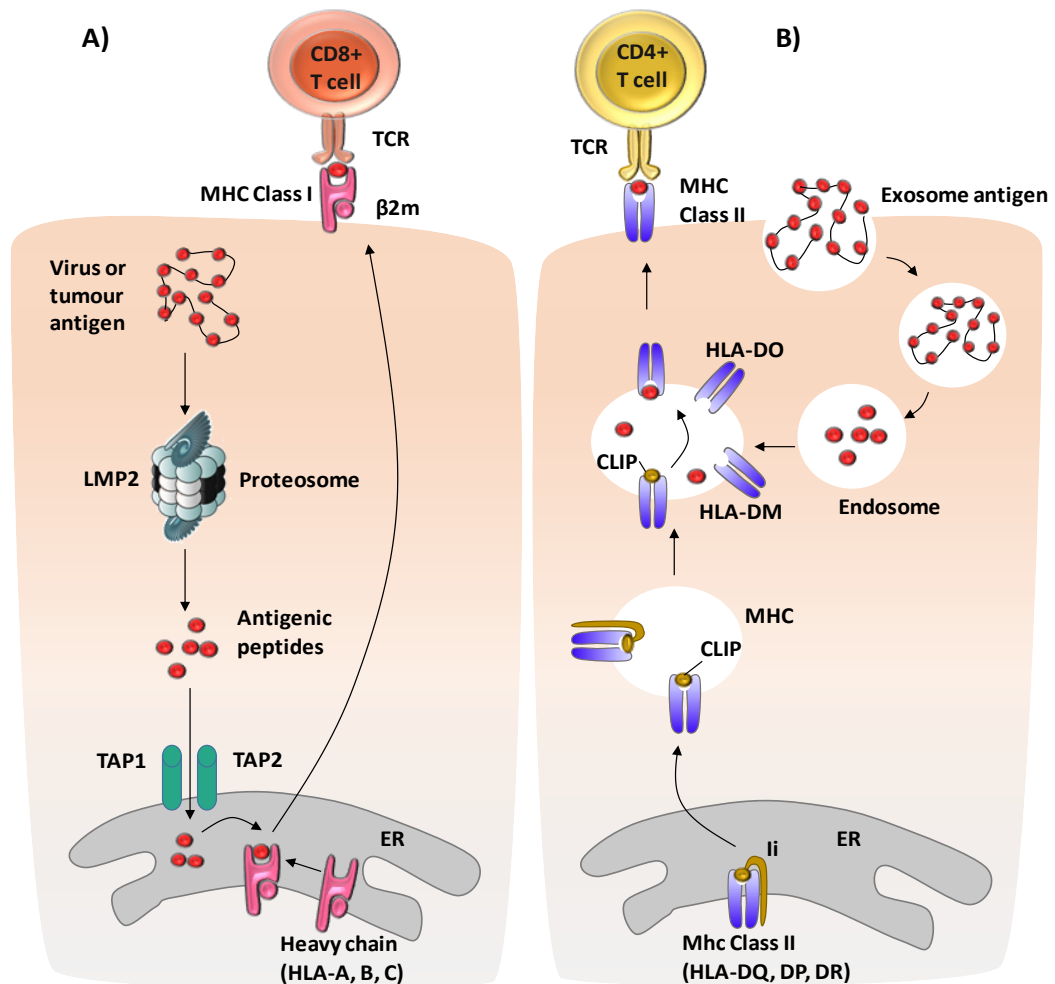 A)
CD8+
T cell
TCR
MHC Class I
β2m
Virus or
tumour
antigen
LMP2
Proteosome
Antigenic
peptides
TAP1
TAP2
ER
Heavy chain
(HLA-A, B, C)
B)
CD4+
T cell
TCR
MHC
Class II
Exosome antigen
HLA-DO
CLIP
HLA-DM
Endosome
MHC
CLIP
Ii
ER
Mhc Class II
(HLA-DQ, DP, DR)